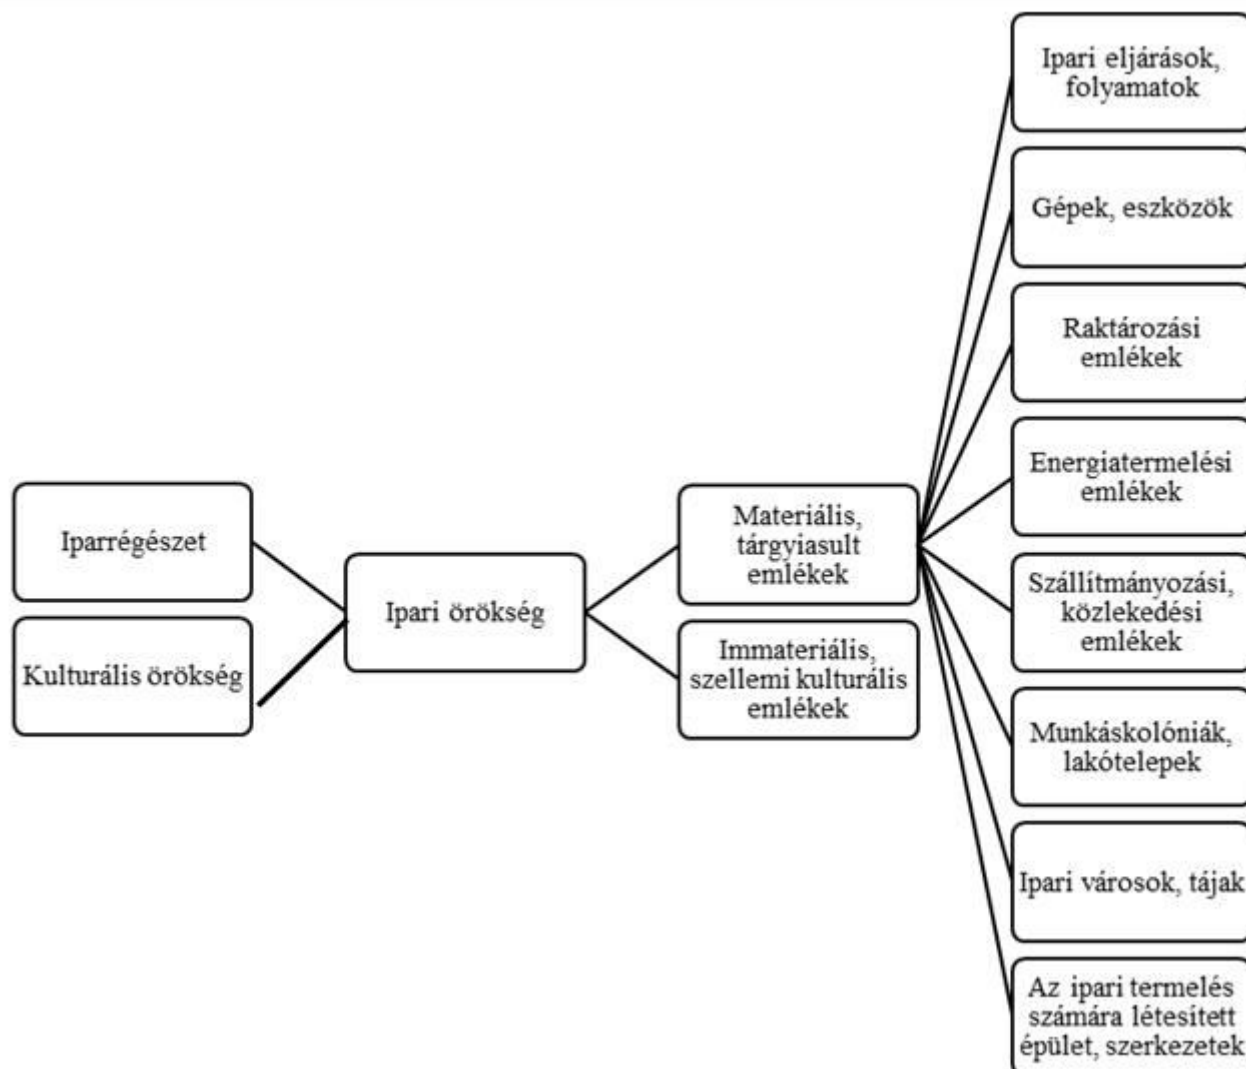 Iparrégészet
Kulturális örökség
Ipari örökség
Materiális,
tárgyiasult
emlékek
Immateriális,
szellemi kulturális
emlékek
Ipari eljárások,
folyamatok
Gépek, eszközök
Raktározási
emlékek
Energiatermelési
emlékek
Szállítmányozási,
közlekedési
emlékek
Munkáskolóniák,
lakótelepek
Ipari városok, tájak
Az ipari termelés
számára létesített
épület, szerkezetek